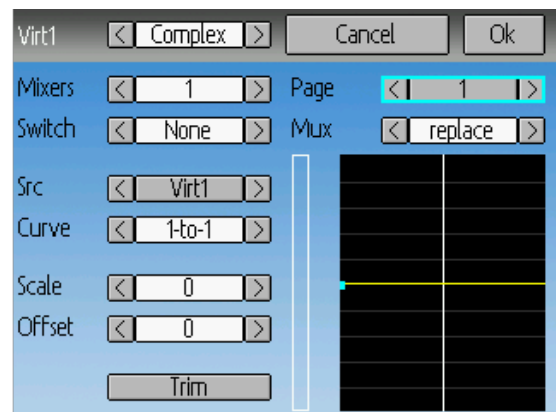 Virt1 < Complex > Cancel Ok
Mixers < 1 > Page < 1 >
Switch < None > Mux < replace >
Src < Virt1 >
Curve < 1-to-1 >
Scale < 0 >
Offset < 0 >
Trim